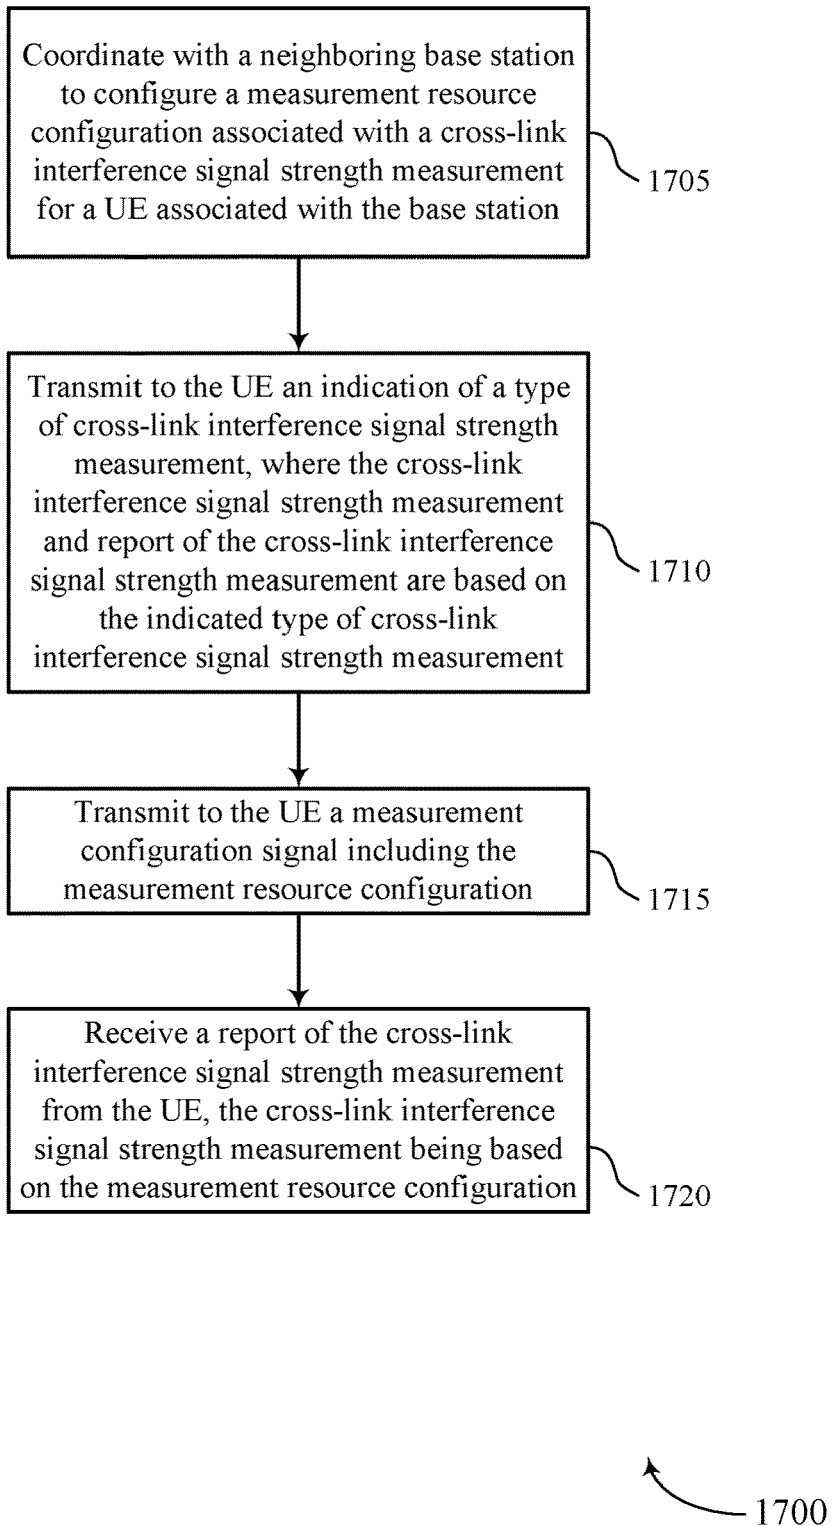 Coordinate with a neighboring base station
to configure a measurement resource
configuration associated with a cross-link
interference signal strength measurement
for a UE associated with the base station
1705
Transmit to the UE an indication of a type
of cross-link interference signal strength
measurement, where the cross-link
interference signal strength measurement
and report of the cross-link interference
signal strength measurement are based on
the indicated type of cross-link
interference signal strength measurement
1710
Transmit to the UE a measurement
configuration signal including the
measurement resource configuration
1715
Receive a report of the cross-link
interference signal strength measurement
from the UE, the cross-link interference
signal strength measurement being based
on the measurement resource configuration
1720
1700